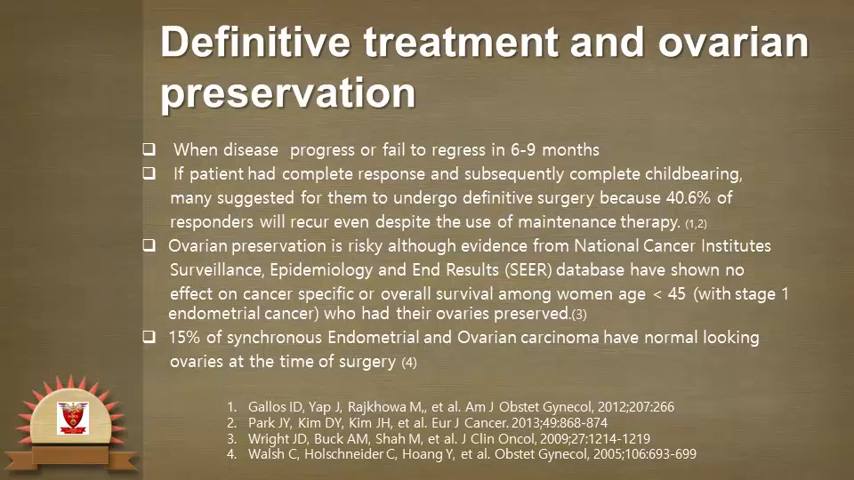 Definitive treatment and ovarian
preservation
❑ When disease progress or fail to regress in 6-9 months
❑ If patient had complete response and subsequently complete childbearing,
many suggested for them to undergo definitive surgery because 40.6% of
responders will recur even despite the use of maintenance therapy. (1,2)
❑ Ovarian preservation is risky although evidence from National Cancer Institutes
Surveillance, Epidemiology and End Results (SEER) database have shown no
effect on cancer specific or overall survival among women age < 45 (with stage 1
endometrial cancer) who had their ovaries preserved.(3)
❑ 15% of synchronous Endometrial and Ovarian carcinoma have normal looking
ovaries at the time of surgery (4)
1. Gallos ID, Yap J, Rajkhowa M,, et al. Am J Obstet Gynecol, 2012;207:266
2. Park JY, Kim DY, Kim JH, et al. Eur J Cancer. 2013;49:868-874
3. Wright JD, Buck AM, Shah M, et al. J Clin Oncol, 2009;27:1214-1219
4. Walsh C, Holschneider C, Hoang Y, et al. Obstet Gynecol, 2005;106:693-699